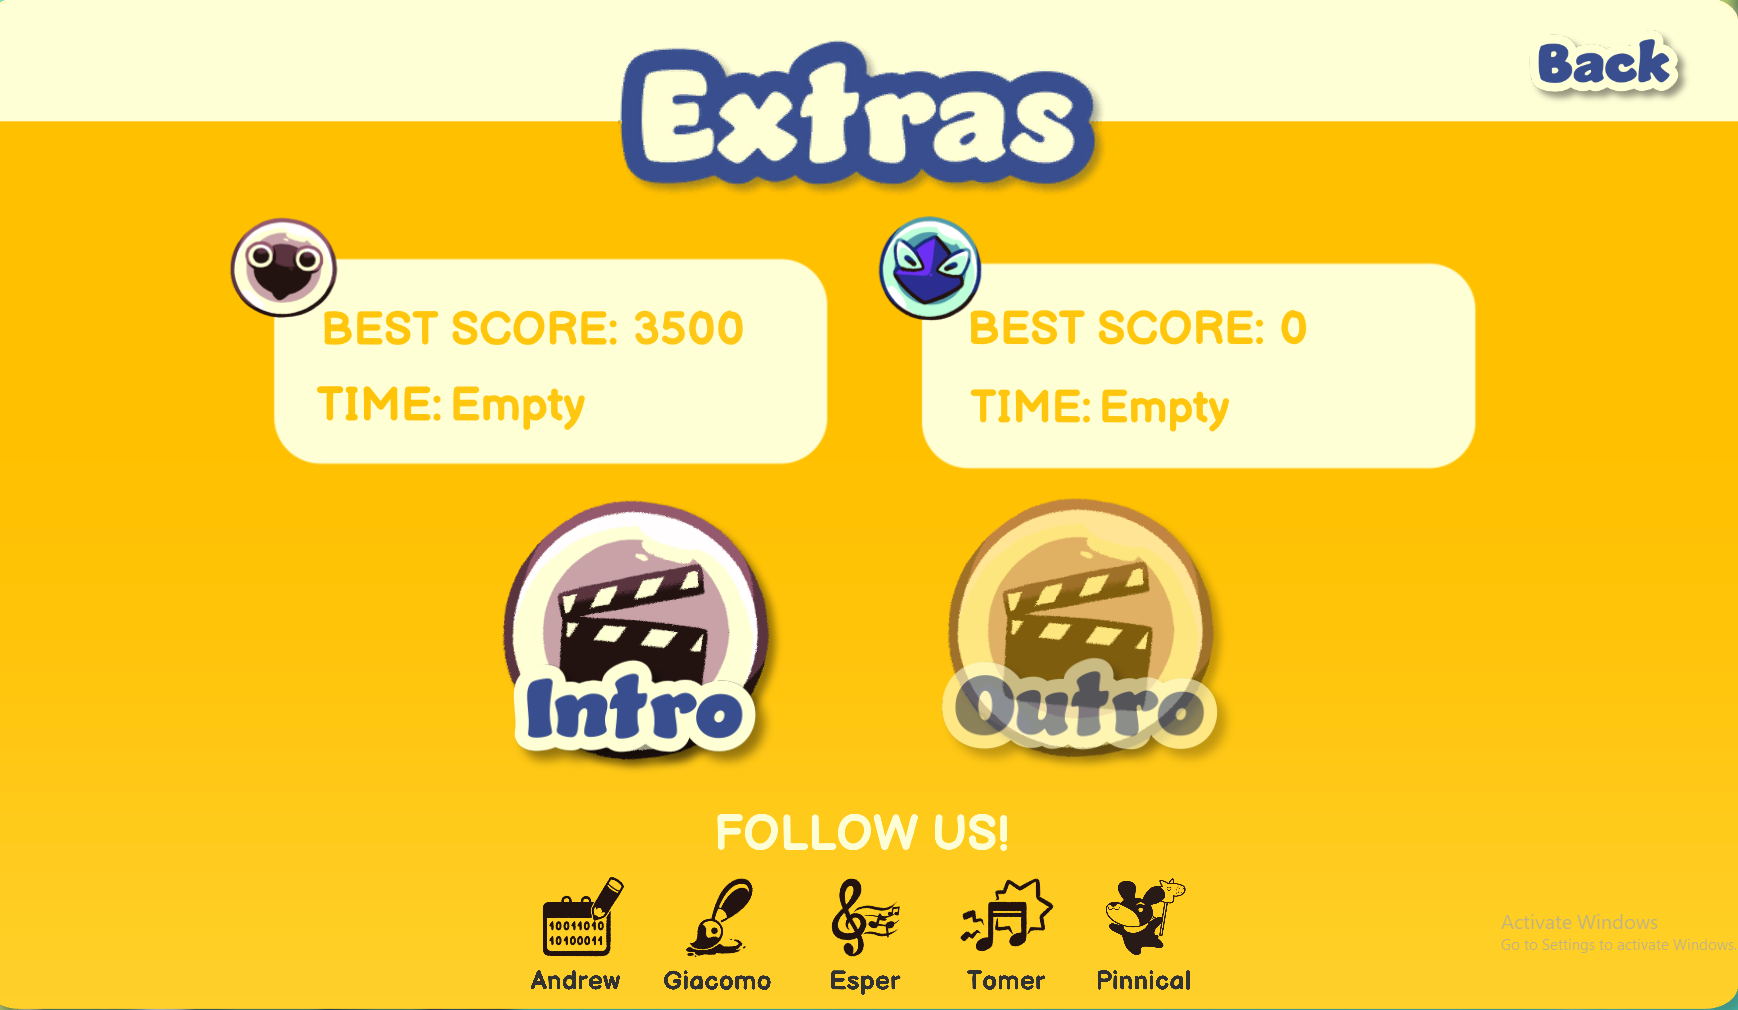 Extras
Back
BEST SCORE: 3500
TIME: Empty
BEST SCORE: 0
TIME: Empty
Intro
Outro
FOLLOW US!
10011010
10100011
Andrew
Giacomo
Esper
Tomer
Pinnical
Activate Windows
Go to Settings to activate Windows.